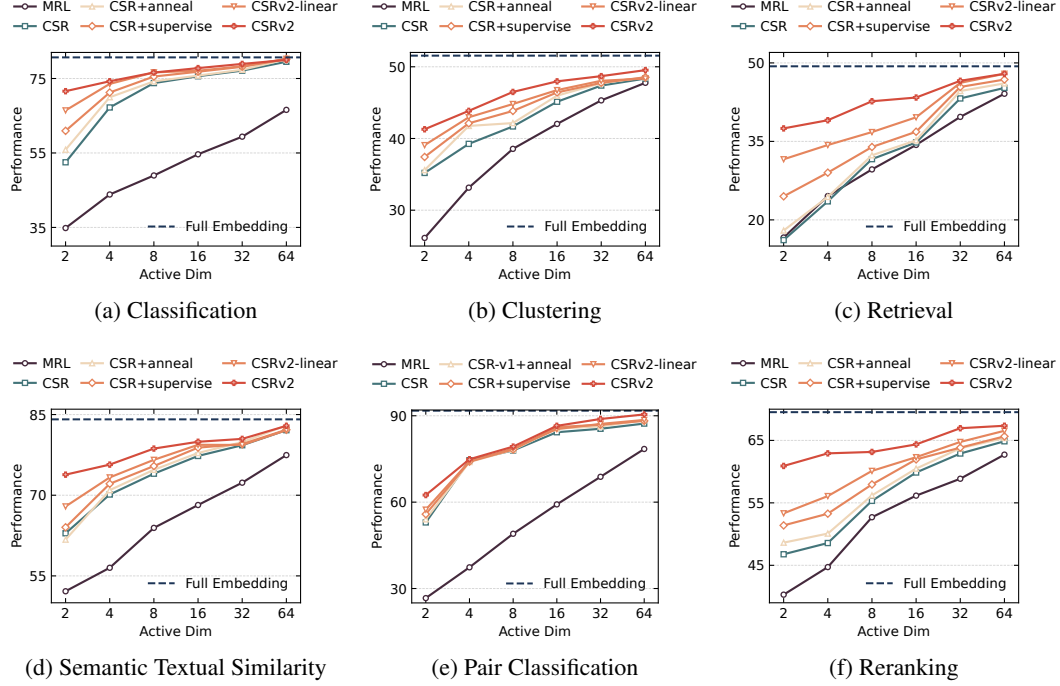 MRL CSR+anneal CSRv2-linear
CSR CSR+supervise CSRv2
Performance
75
55
35
Full Embedding
2 4 8 16 32 64
Active Dim
(a) Classification
MRL CSR+anneal CSRv2-linear
CSR CSR+supervise CSRv2
Performance
50
40
30
Full Embedding
2 4 8 16 32 64
Active Dim
(b) Clustering
MRL CSR+anneal CSRv2-linear
CSR CSR+supervise CSRv2
Performance
50
35
20
Full Embedding
2 4 8 16 32 64
Active Dim
(c) Retrieval
MRL CSR+anneal CSRv2-linear
CSR CSR+supervise CSRv2
Performance
85
70
55
Full Embedding
2 4 8 16 32 64
Active Dim
(d) Semantic Textual Similarity
MRL CSR-v1+anneal CSRv2-linear
CSR CSR+supervise CSRv2
Performance
90
60
30
Full Embedding
2 4 8 16 32 64
Active Dim
(e) Pair Classification
MRL CSR+anneal CSRv2-linear
CSR CSR+supervise CSRv2
Performance
65
55
45
Full Embedding
2 4 8 16 32 64
Active Dim
(f) Reranking